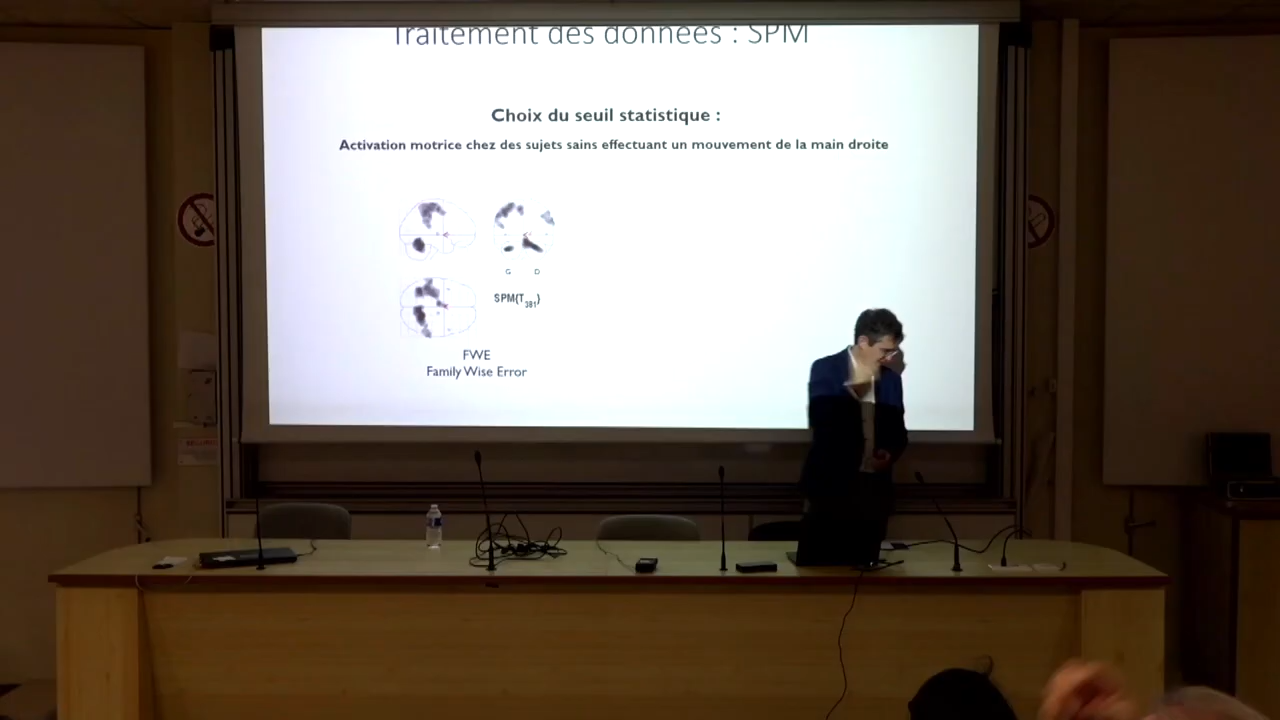 Traitement des données : SPM
Choix du seuil statistique :
Activation motrice chez des sujets sains effectuant un mouvement de la main droite
G D
SPM(T381)
FWE
Family Wise Error